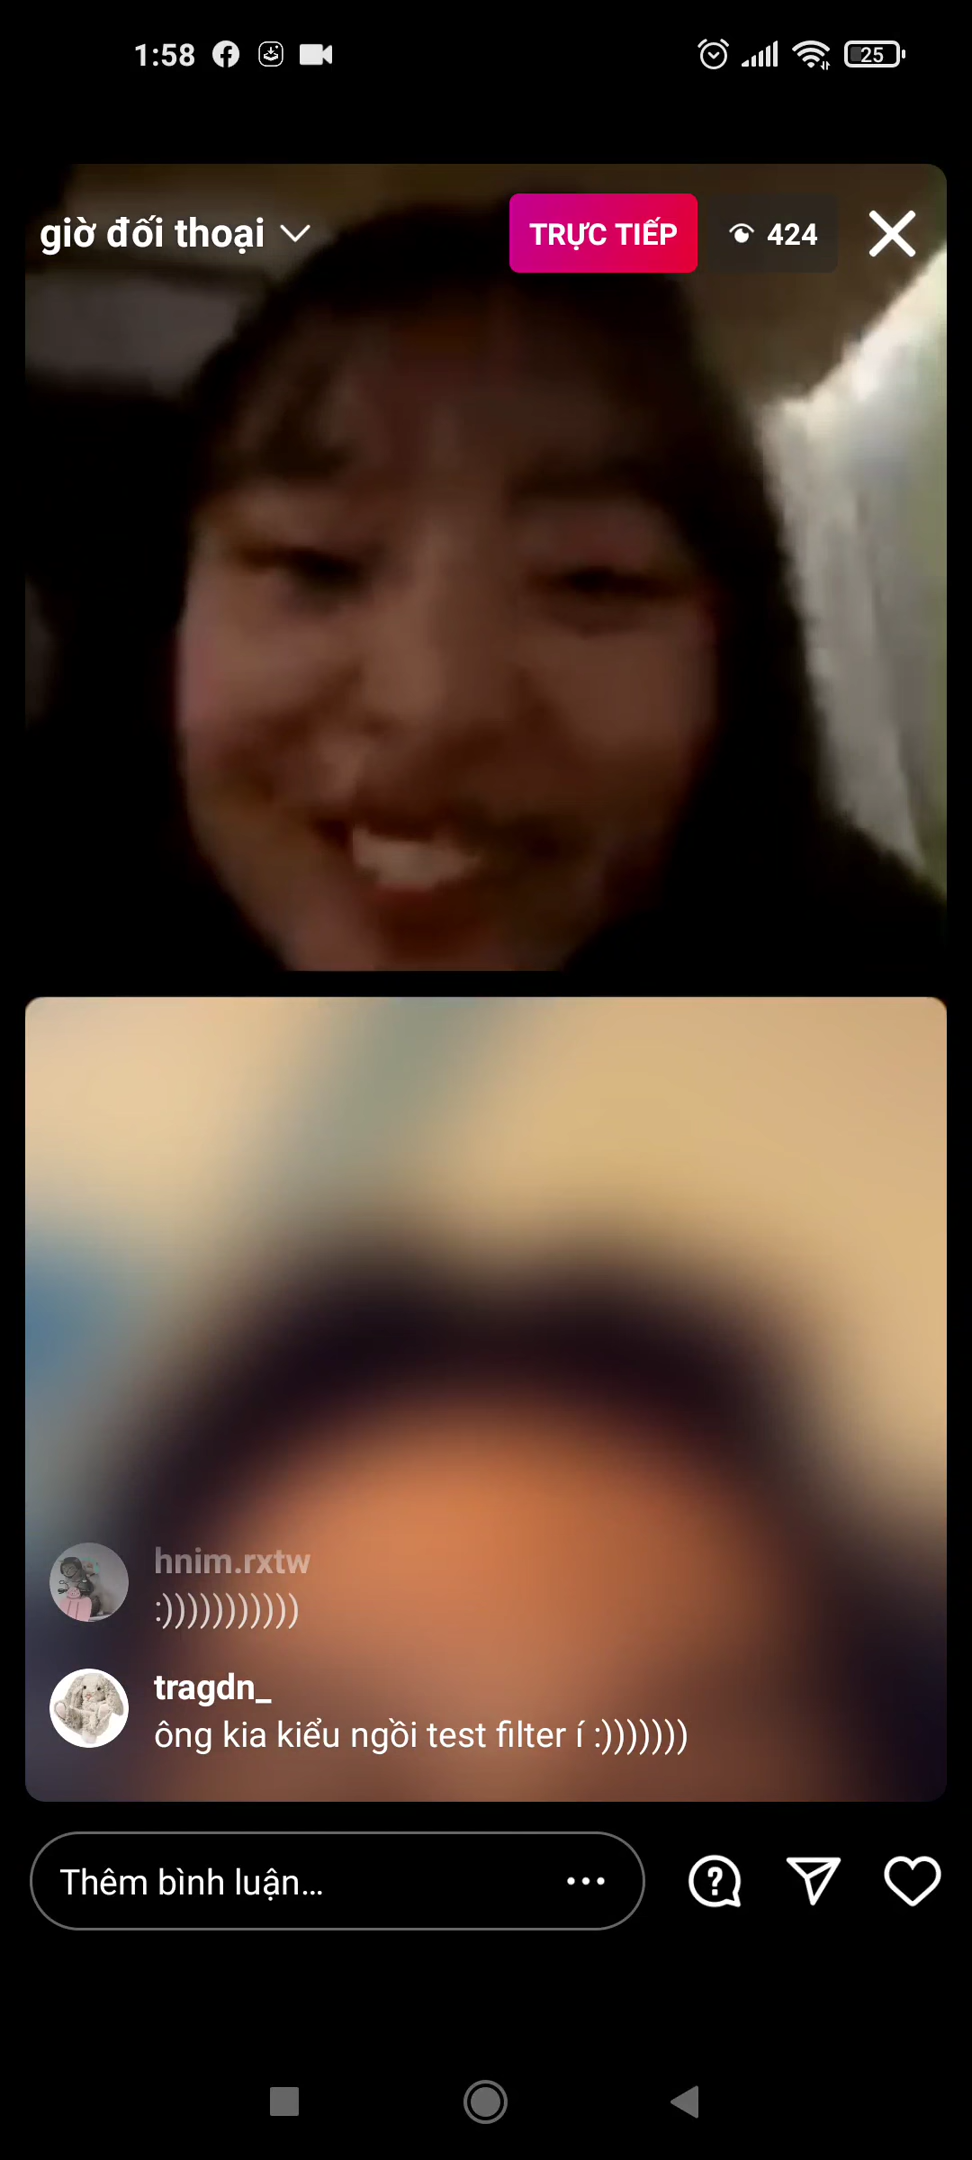 1:58
25
giờ đối thoại
TRỰC TIẾP
424
hnim.rxtw
:)))))))))))
tragdn_
ông kia kiểu ngồi test filter í :)))))))
Thêm bình luận...